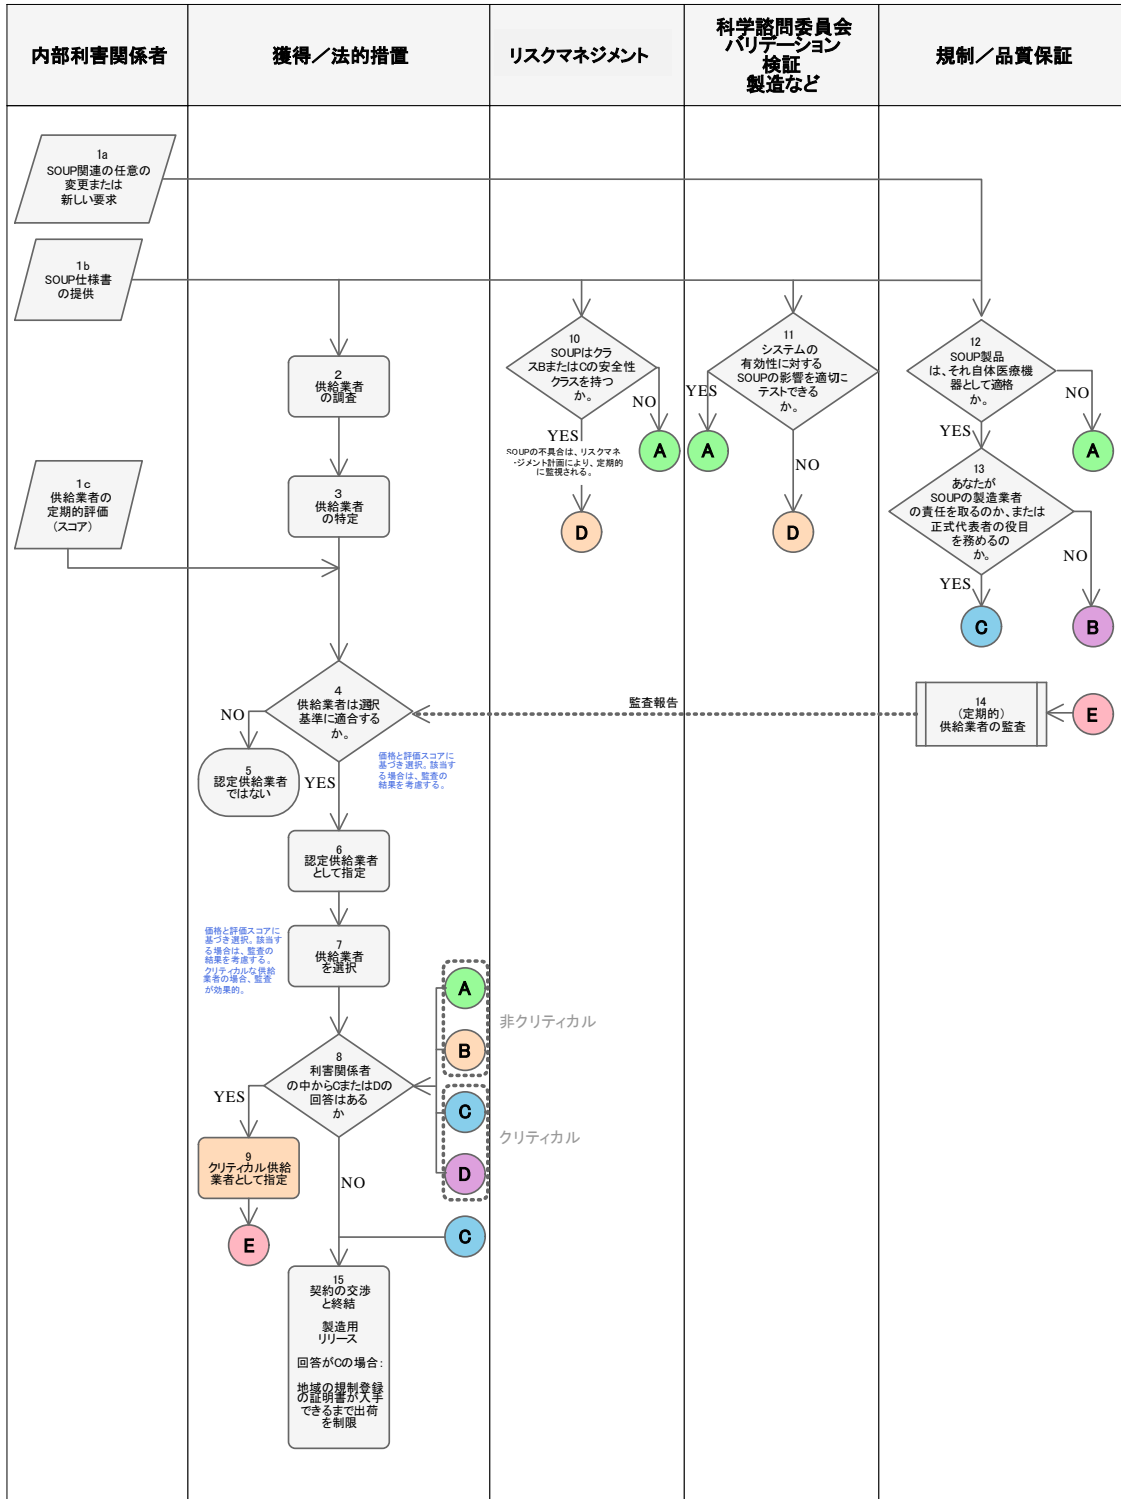 内部利害関係者
獲得／法的措置
リスクマネジメント
科学諮問委員会
バリデーション
検証
製造など
規制／品質保証
1a
SOUP関連の任意の
変更または
新しい要求
1b
SOUP仕様書
の提供
2
供給業者
の調査
10
SOUPはクラ
スBまたはCの安全性
クラスを持つ
か。
NO
A
YES
SOUPの不具合は、リスクマネ
ージメント計画により、定期的
に監視される。
D
11
システムの
有効性に対する
SOUPの影響を適切に
テストできる
か。
YES
A
NO
D
12
SOUP製品
は、それ自体医療機
器として適格
か。
NO
A
YES
13
あなたが
SOUPの製造業者
の責任を取るのか、または
正式代表者の役目
を務めるの
か。
NO
YES
C
B
1c
供給業者の
定期的評価
(スコア)
3
供給業者
の特定
4
供給業者は選択
基準に適合する
か。
NO
監査報告
14
(定期的)
供給業者の監査
E
5
認定供給業者
ではない
YES
価格と評価スコアに
基づき選択。該当す
る場合は、監査の
結果を考慮する。
6
認定供給業者
として指定
価格と評価スコアに
基づき選択。該当す
る場合は、監査の
結果を考慮する。
クリティカルな供給
業者の場合、監査
が効果的。
7
供給業者
を選択
A
非クリティカル
B
8
利害関係者
の中からCまたはDの
回答はある
か
YES
C
クリティカル
D
9
クリティカル供給
業者として指定
NO
E
C
15
契約の交渉
と終結
製造用
リリース
回答がCの場合：
地域の規制登録
の証明書が入手
できるまで出荷
を制限